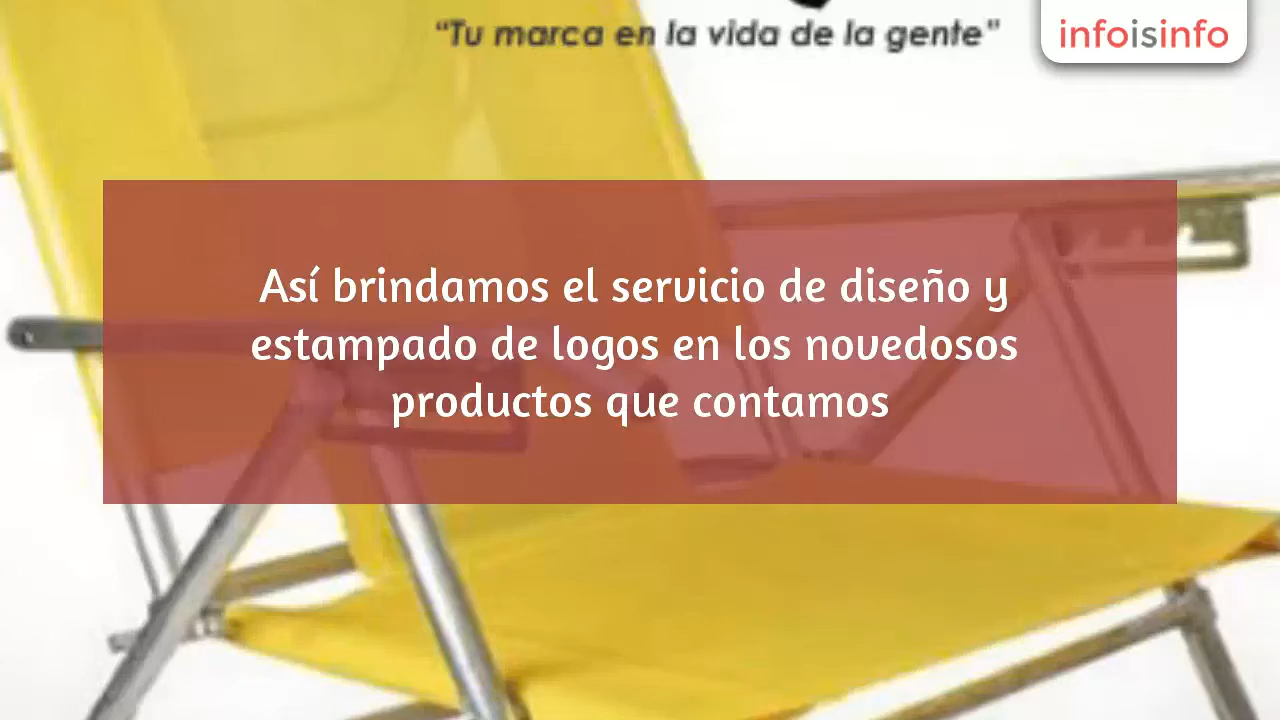 “Tu marca en la vida de la gente”
infoisinfo
Así brindamos el servicio de diseño y
estampado de logos en los novedosos
productos que contamos